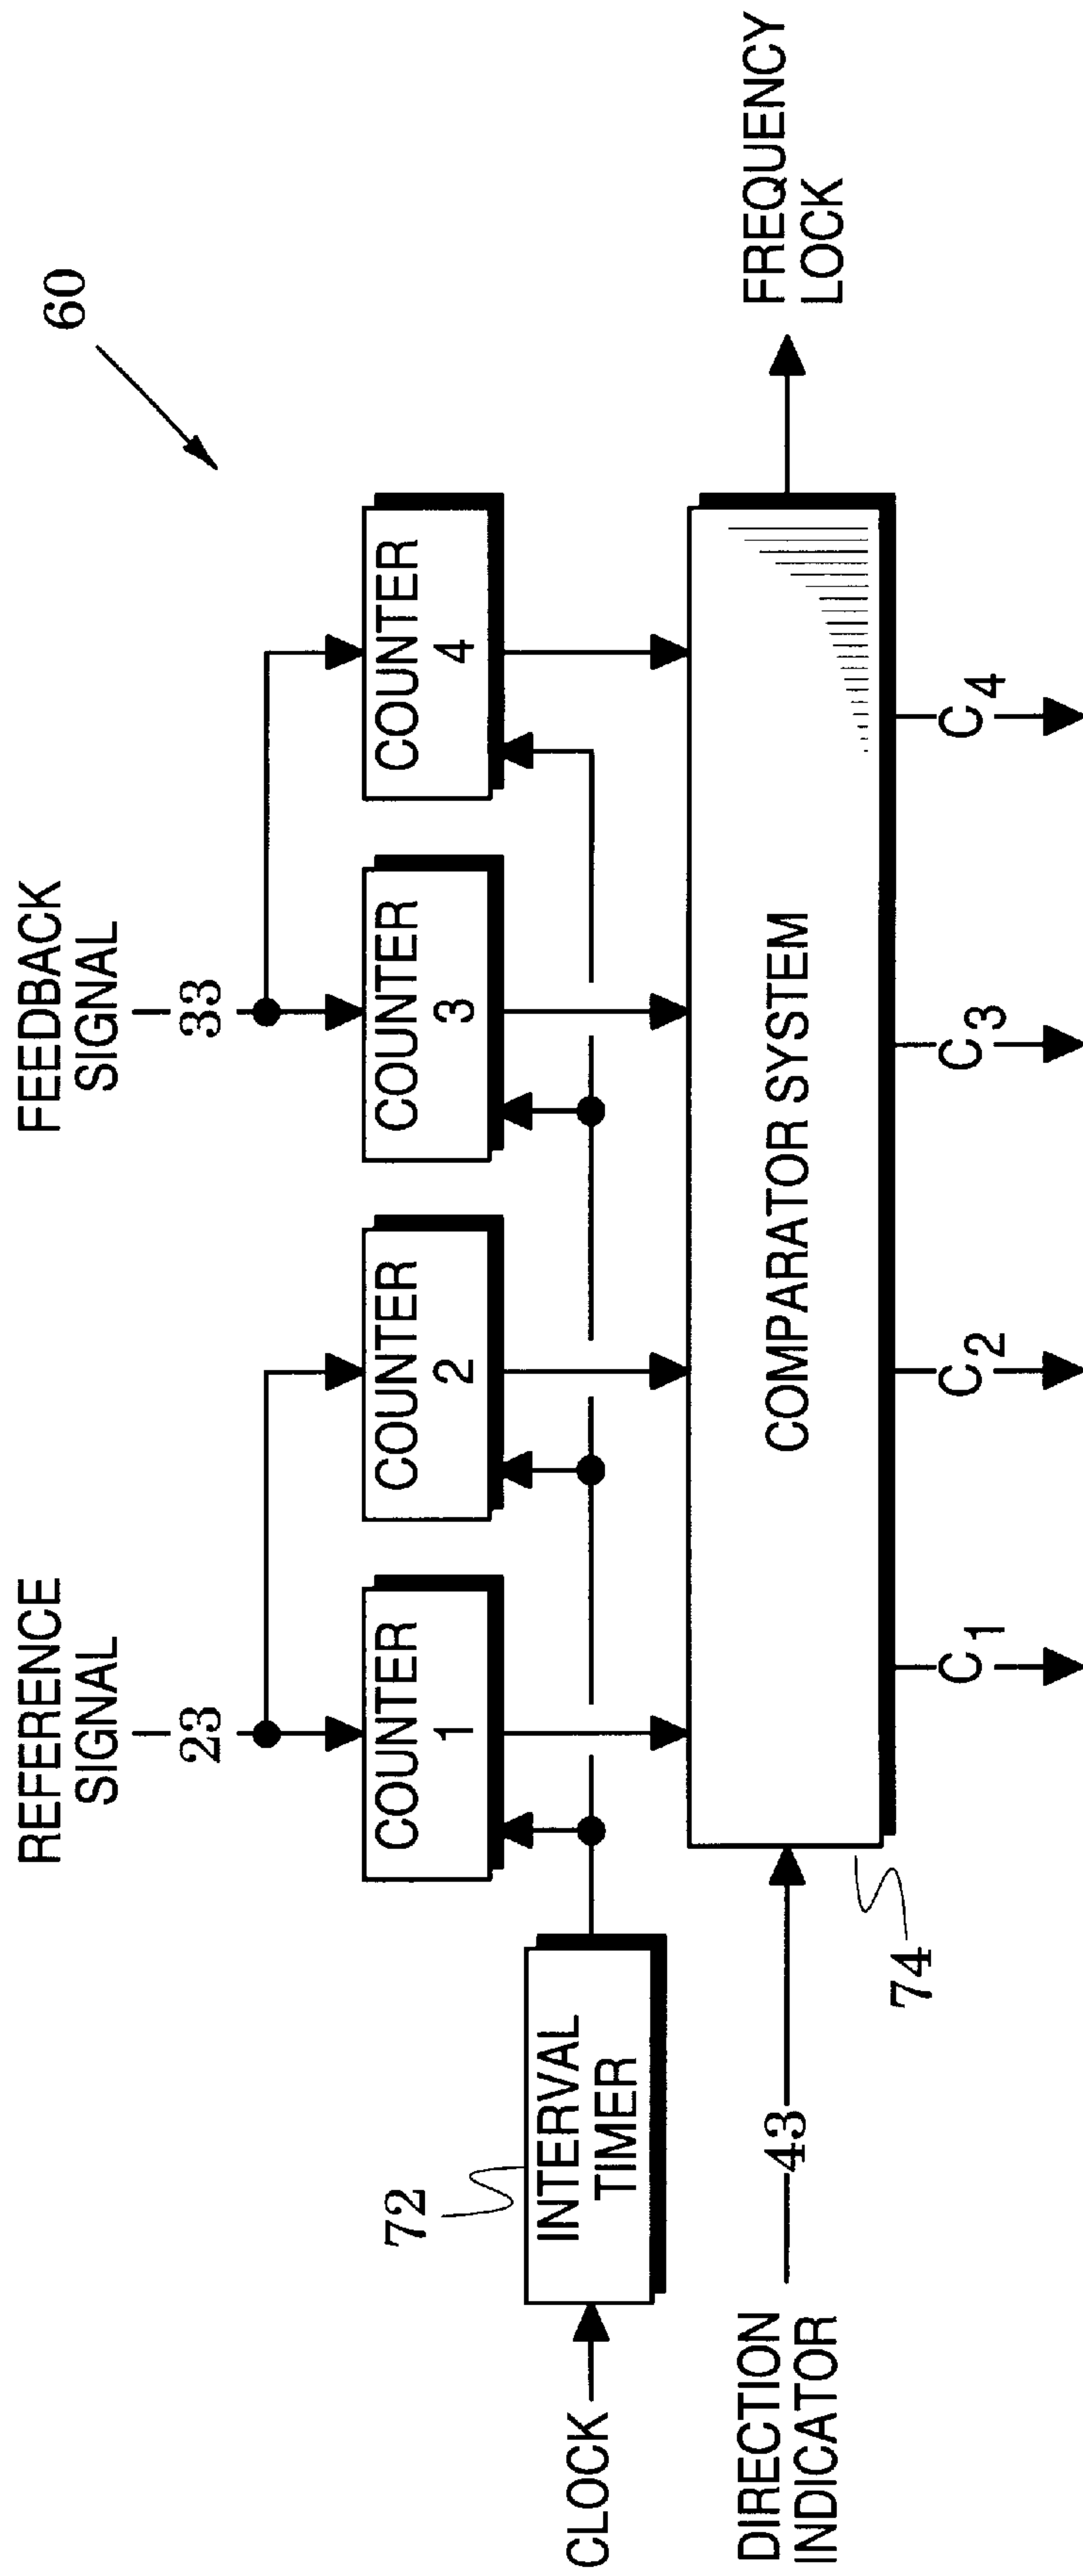 60
REFERENCE
SIGNAL
23
FEEDBACK
SIGNAL
33
COUNTER
1
COUNTER
2
COUNTER
3
COUNTER
4
72
INTERVAL
TIMER
CLOCK
DIRECTION
INDICATOR
43
COMPARATOR SYSTEM
74
FREQUENCY
LOCK
C1
C2
C3
C4